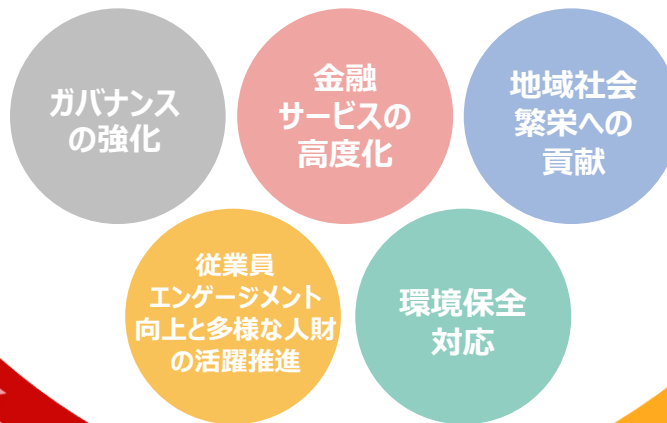 ガバナンス
の強化
金融
サービスの
高度化
地域社会
繁栄への
貢献
従業員
エンゲージメント
向上と多様な人財
の活躍推進
環境保全
対応